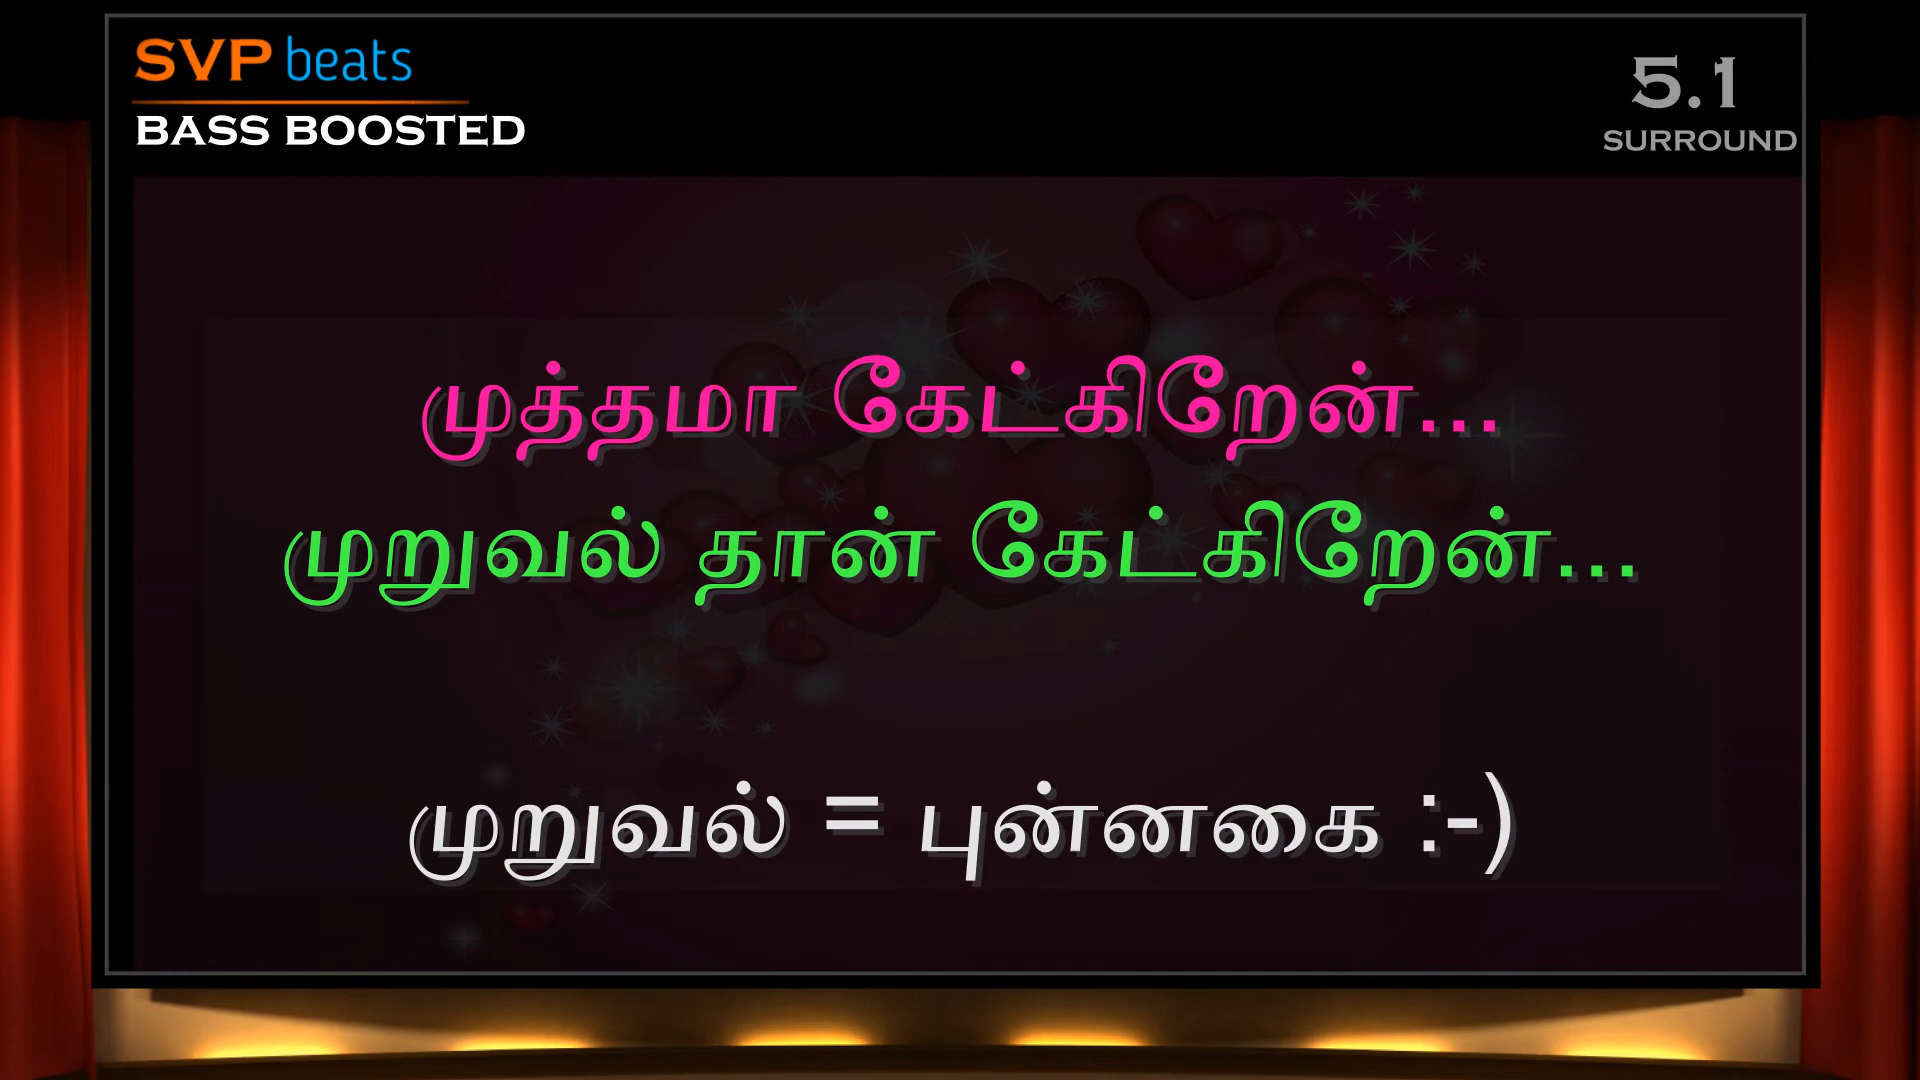 SVP beats
BASS BOOSTED
5.1
SURROUND
முத்தமா கேட்கிறேன்...
முறுவல் தான் கேட்கிறேன்...
முறுவல் = புன்னகை :-)